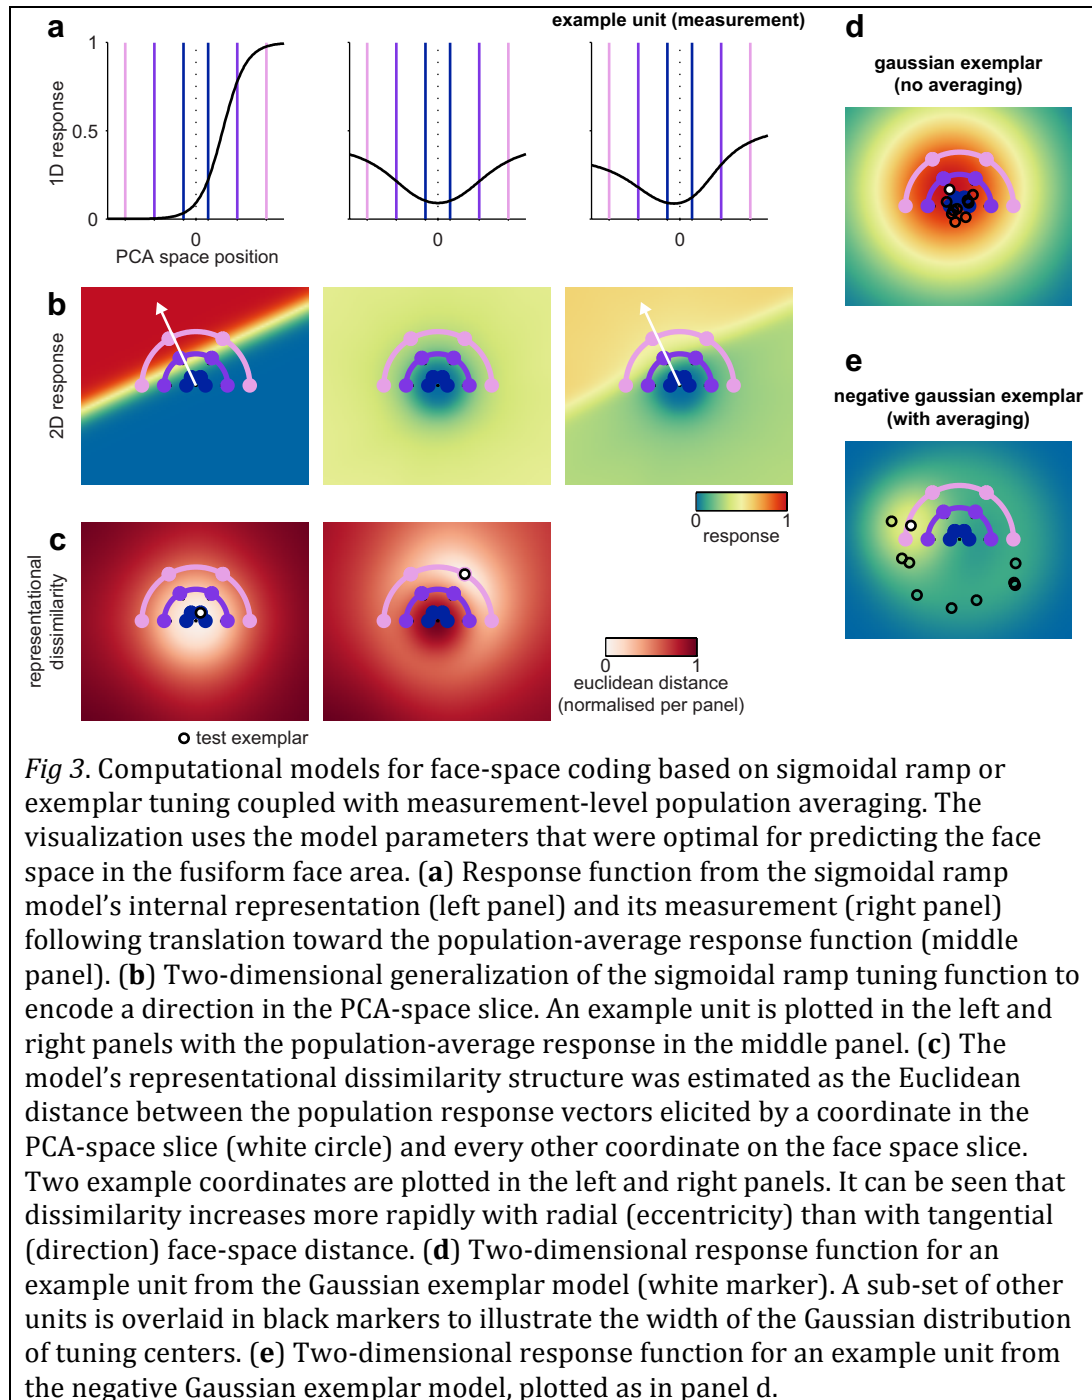 a
example unit (measurement)
1
0.5
0
1D response
0
0
0
PCA space position
b
2D response
0
1
response
c
representational
dissimilarity
0
1
euclidean distance
(normalised per panel)
test exemplar
d
gaussian exemplar
(no averaging)
e
negative gaussian exemplar
(with averaging)
Fig 3. Computational models for face-space coding based on sigmoidal ramp or
exemplar tuning coupled with measurement-level population averaging. The
visualization uses the model parameters that were optimal for predicting the face
space in the fusiform face area. (a) Response function from the sigmoidal ramp
model’s internal representation (left panel) and its measurement (right panel)
following translation toward the population-average response function (middle
panel). (b) Two-dimensional generalization of the sigmoidal ramp tuning function to
encode a direction in the PCA-space slice. An example unit is plotted in the left and
right panels with the population-average response in the middle panel. (c) The
model’s representational dissimilarity structure was estimated as the Euclidean
distance between the population response vectors elicited by a coordinate in the
PCA-space slice (white circle) and every other coordinate on the face space slice.
Two example coordinates are plotted in the left and right panels. It can be seen that
dissimilarity increases more rapidly with radial (eccentricity) than with tangential
(direction) face-space distance. (d) Two-dimensional response function for an
example unit from the Gaussian exemplar model (white marker). A sub-set of other
units is overlaid in black markers to illustrate the width of the Gaussian distribution
of tuning centers. (e) Two-dimensional response function for an example unit from
the negative Gaussian exemplar model, plotted as in panel d.